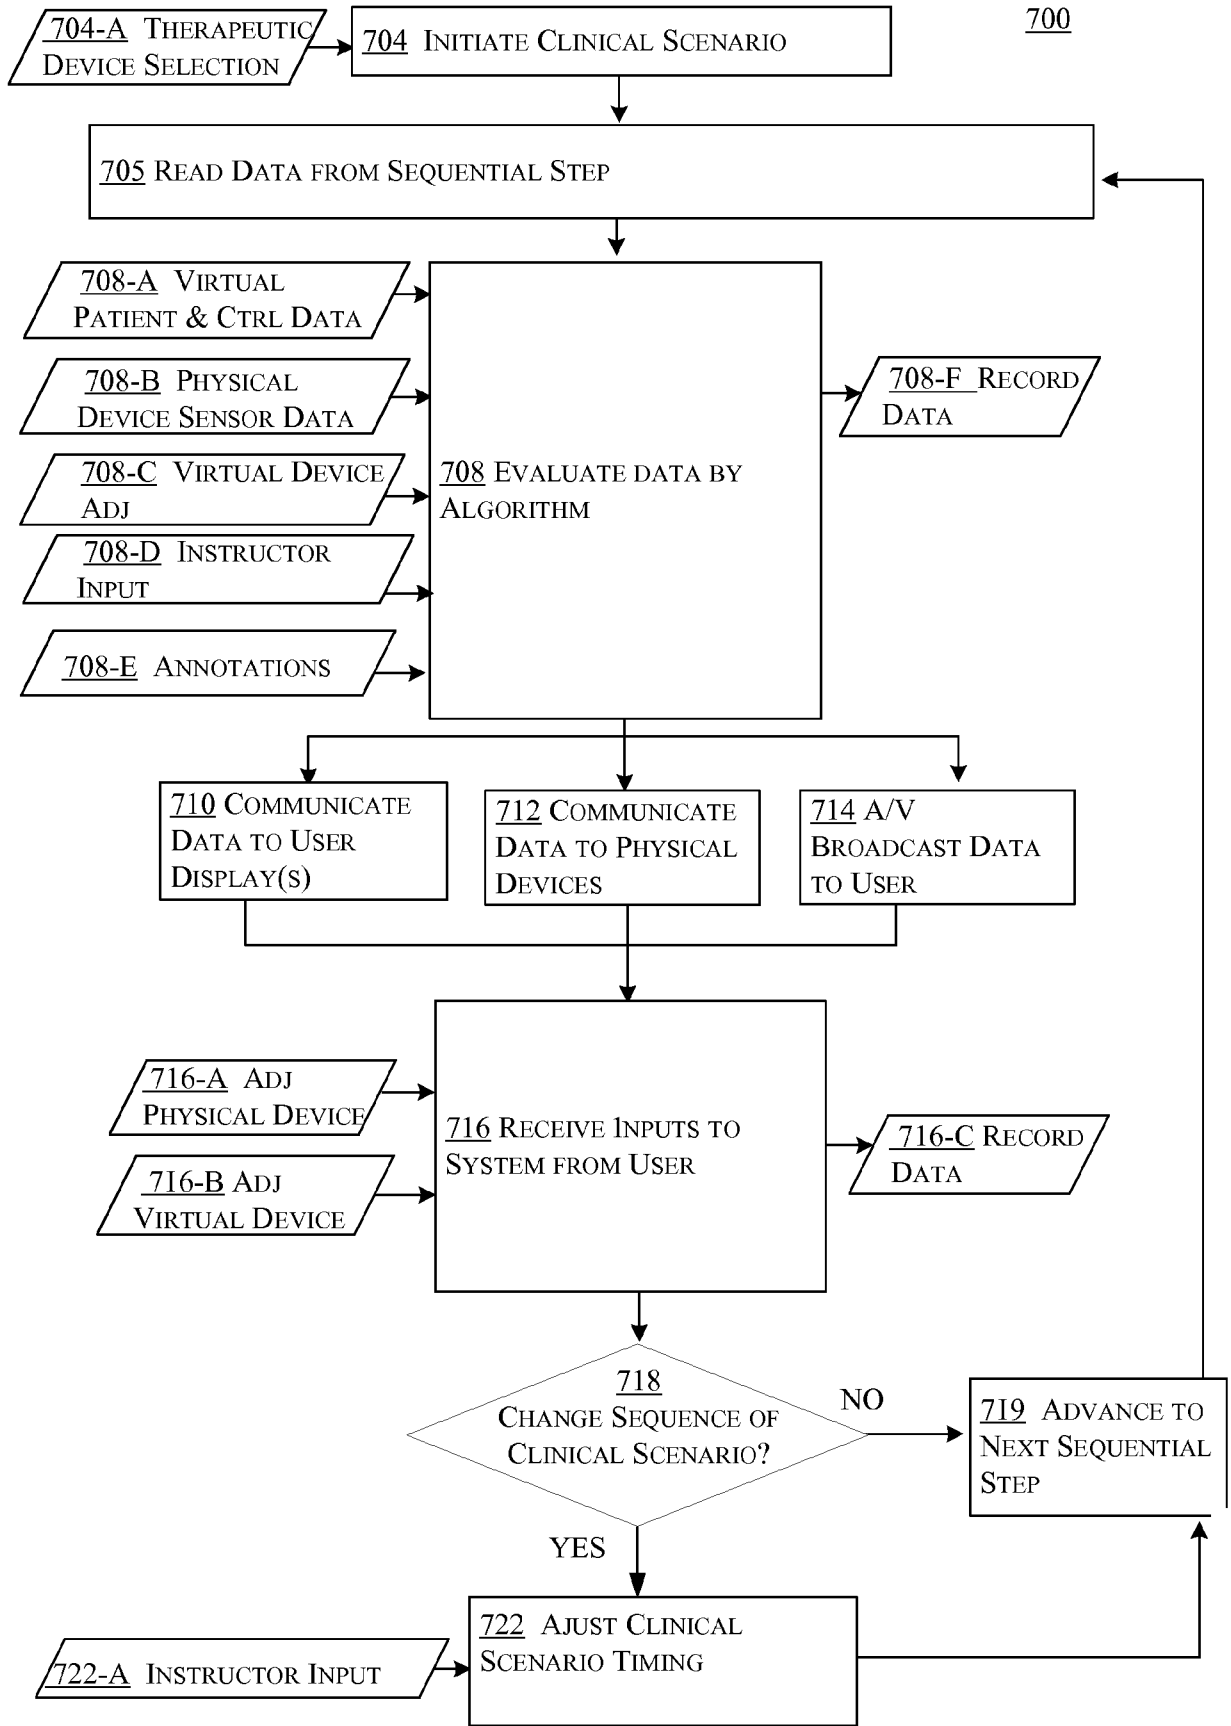 700
704-A THERAPEUTIC
DEVICE SELECTION
704 INITIATE CLINICAL SCENARIO
705 READ DATA FROM SEQUENTIAL STEP
708-A VIRTUAL
PATIENT & CTRL DATA
708-B PHYSICAL
DEVICE SENSOR DATA
708-C VIRTUAL DEVICE
ADJ
708-D INSTRUCTOR
INPUT
708-E ANNOTATIONS
708 EVALUATE DATA BY
ALGORITHM
708-F RECORD
DATA
710 COMMUNICATE
DATA TO USER
DISPLAY(S)
712 COMMUNICATE
DATA TO PHYSICAL
DEVICES
714 A/V
BROADCAST DATA
TO USER
716-A ADJ
PHYSICAL DEVICE
716-B ADJ
VIRTUAL DEVICE
716 RECEIVE INPUTS TO
SYSTEM FROM USER
716-C RECORD
DATA
718
CHANGE SEQUENCE OF
CLINICAL SCENARIO?
NO
719 ADVANCE TO
NEXT SEQUENTIAL
STEP
YES
722 AJUST CLINICAL
SCENARIO TIMING
722-A INSTRUCTOR INPUT